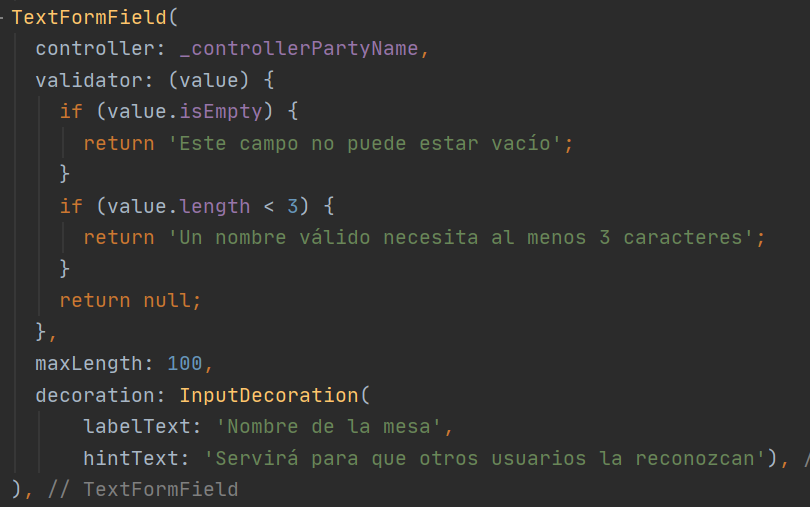 TextFormField(
controller: _controllerPartyName,
validator: (value) {
if (value.isEmpty) {
return 'Este campo no puede estar vacío';
}
if (value.length < 3) {
return 'Un nombre válido necesita al menos 3 caracteres';
}
return null;
},
maxLength: 100,
decoration: InputDecoration(
labelText: 'Nombre de la mesa',
hintText: 'Servirá para que otros usuarios la reconozcan'), /
), // TextFormField